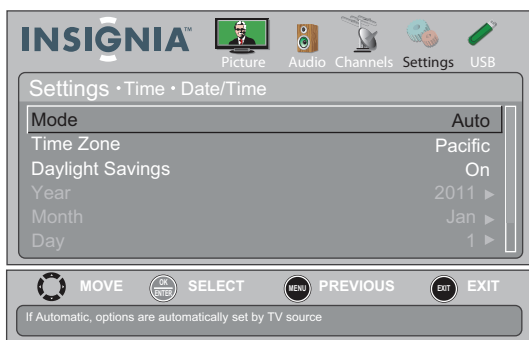 INSIGNIA™
Picture Audio Channels Settings USB
Settings · Time · Date/Time
Mode Auto
Time Zone Pacific
Daylight Savings On
Year 2011 ►
Month Jan ►
Day 1 ►
MOVE OK ENTER SELECT MENU PREVIOUS EXIT EXIT
If Automatic, options are automatically set by TV source